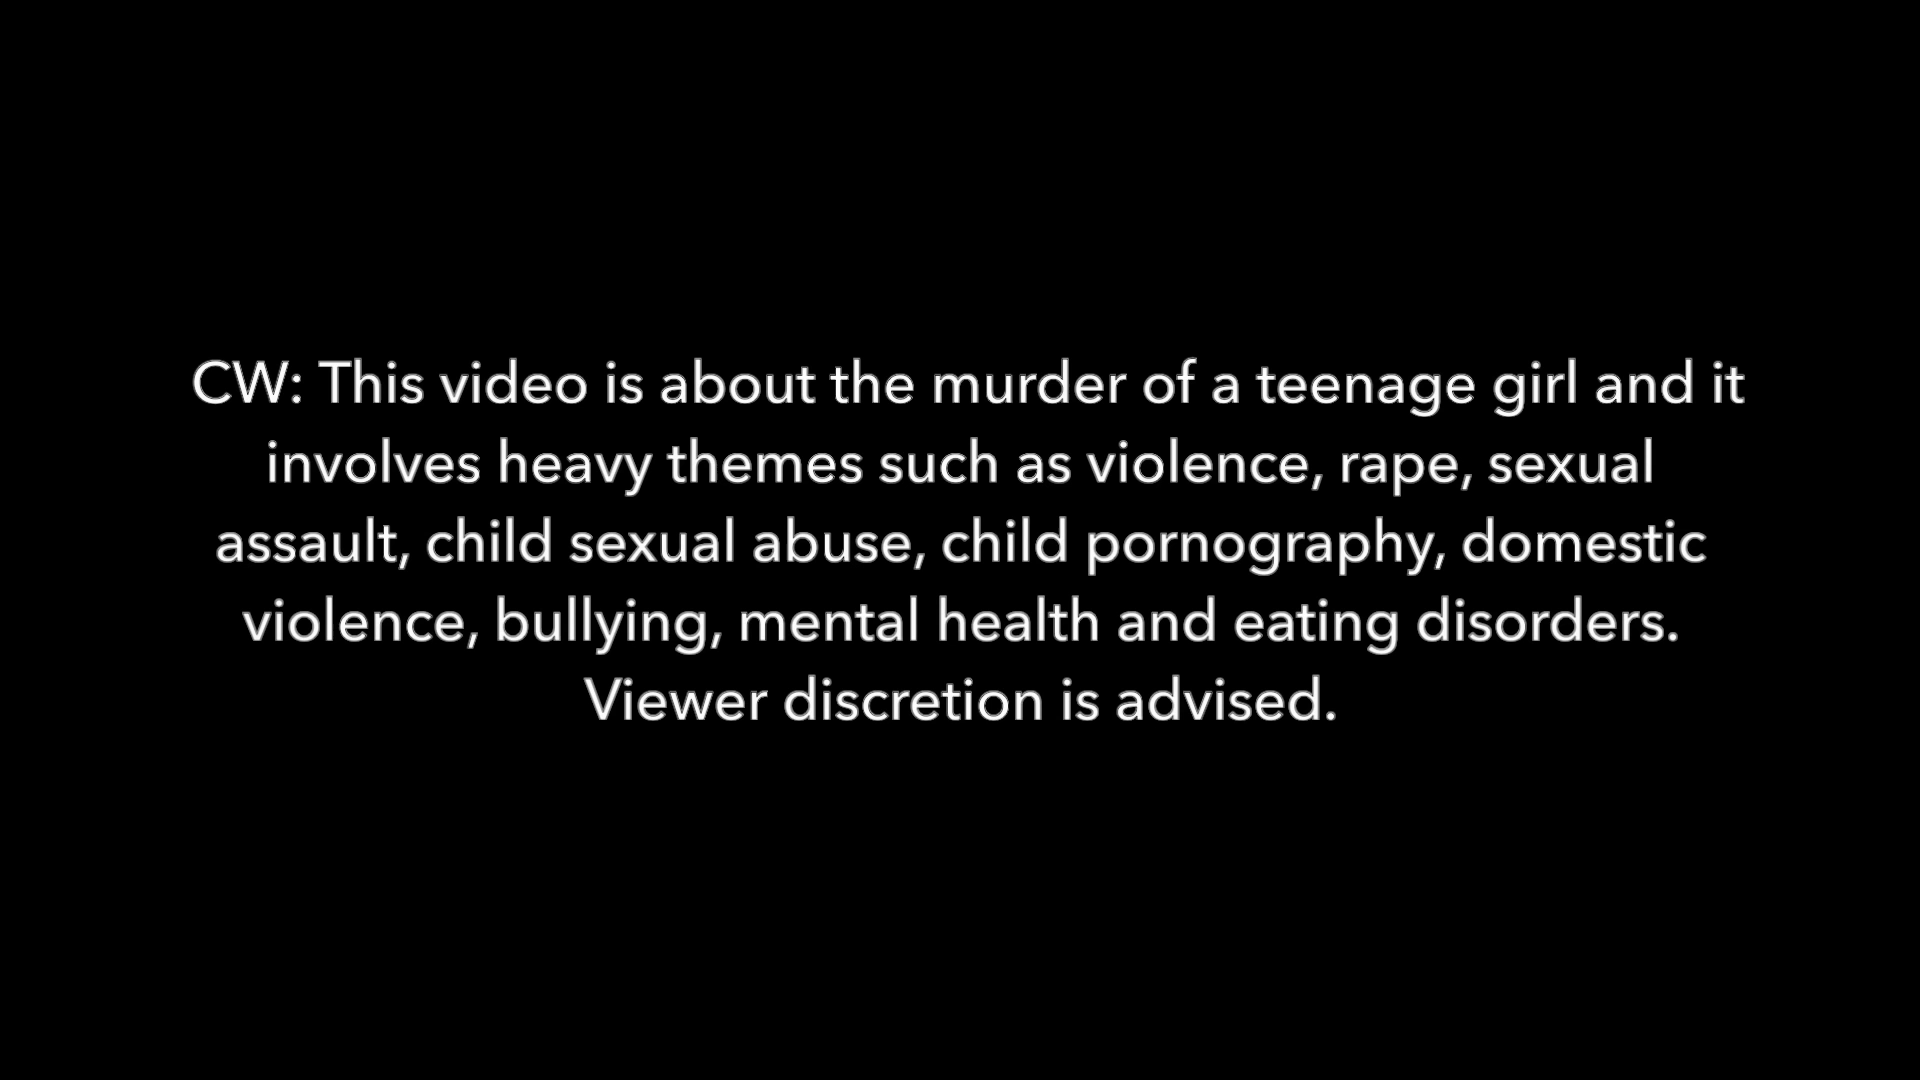 CW: This video is about the murder of a teenage girl and it
involves heavy themes such as violence, rape, sexual
assault, child sexual abuse, child pornography, domestic
violence, bullying, mental health and eating disorders.
Viewer discretion is advised.